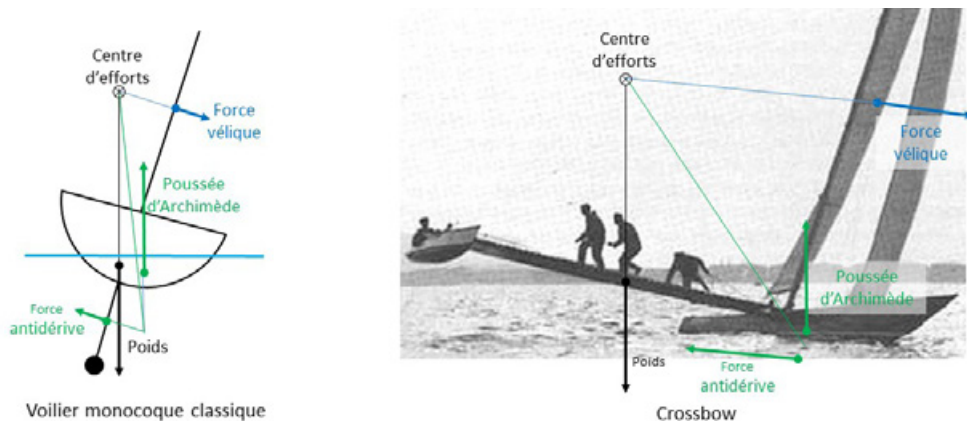 Centre
d'efforts
Force
vélique
Poussée
d'Archimède
Force
antidérive
Poids
Voilier monocoque classique
Centre
d'efforts
Force
vélique
Poussée
d'Archimède
Poids
Force
antidérive
Crossbow